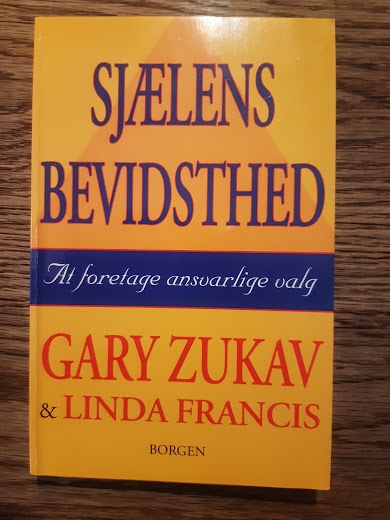 SJÆLENS
BEVIDSTHED
At foretage ansvarlige valg
GARY ZUKAV
& LINDA FRANCIS
BORGEN